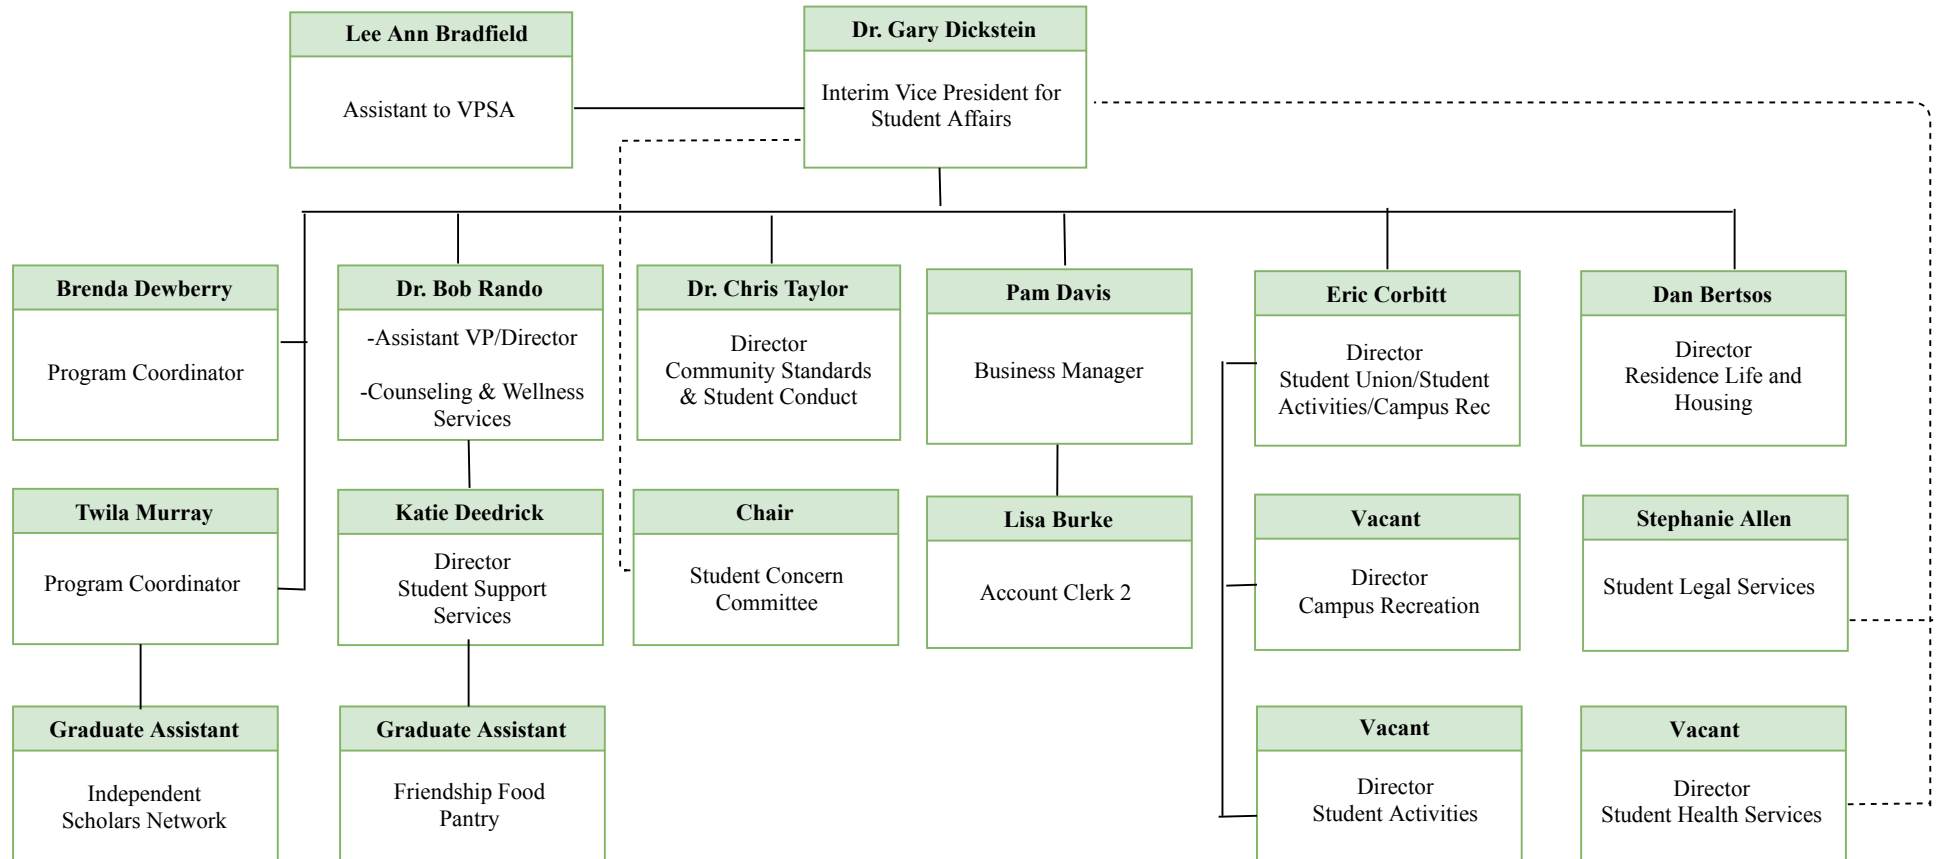 Lee Ann Bradfield
Assistant to VPSA
Dr. Gary Dickstein
Interim Vice President for
Student Affairs
Brenda Dewberry
Program Coordinator
Dr. Bob Rando
-Assistant VP/Director
-Counseling & Wellness
Services
Dr. Chris Taylor
Director
Community Standards
& Student Conduct
Pam Davis
Business Manager
Eric Corbitt
Director
Student Union/Student
Activities/Campus Rec
Dan Bertsos
Director
Residence Life and
Housing
Twila Murray
Program Coordinator
Katie Deedrick
Director
Student Support
Services
Chair
Student Concern
Committee
Lisa Burke
Account Clerk 2
Vacant
Director
Campus Recreation
Stephanie Allen
Student Legal Services
Graduate Assistant
Independent
Scholars Network
Graduate Assistant
Friendship Food
Pantry
Vacant
Director
Student Activities
Vacant
Director
Student Health Services